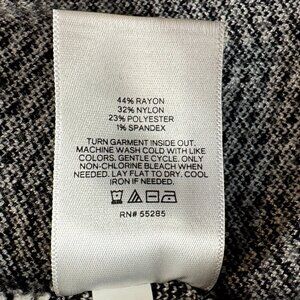 44% RAYON
32% NYLON
23% POLYESTER
1% SPANDEX
TURN GARMENT INSIDE OUT.
MACHINE WASH COLD WITH LIKE
COLORS. GENTLE CYCLE. ONLY
NON-CHLORINE BLEACH WHEN
NEEDED. LAY FLAT TO DRY. COOL
IRON IF NEEDED.
RN# 55285